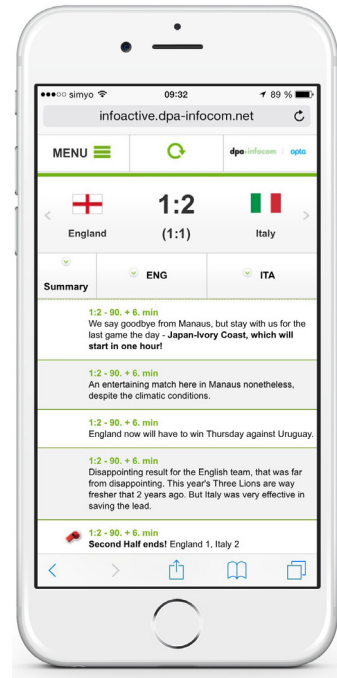 simyo 09:32 89 %
infoactive.dpa-infocom.net
MENU dpa-infocom opta
1:2
England (1:1) Italy
Summary ENG ITA
1:2 - 90. + 6. min
We say goodbye from Manaus, but stay with us for the
last game the day - Japan-Ivory Coast, which will
start in one hour!
1:2 - 90. + 6. min
An entertaining match here in Manaus nonetheless,
despite the climatic conditions.
1:2 - 90. + 6. min
England now will have to win Thursday against Uruguay.
1:2 - 90. + 6. min
Disappointing result for the English team, that was far
from disappointing. This year's Three Lions are way
fresher that 2 years ago. But Italy was very effective in
saving the lead.
1:2 - 90. + 6. min
Second Half ends! England 1, Italy 2